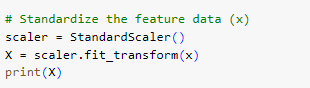 # Standardize the feature data (x)
scaler = StandardScaler()
X = scaler.fit_transform(x)
print(X)